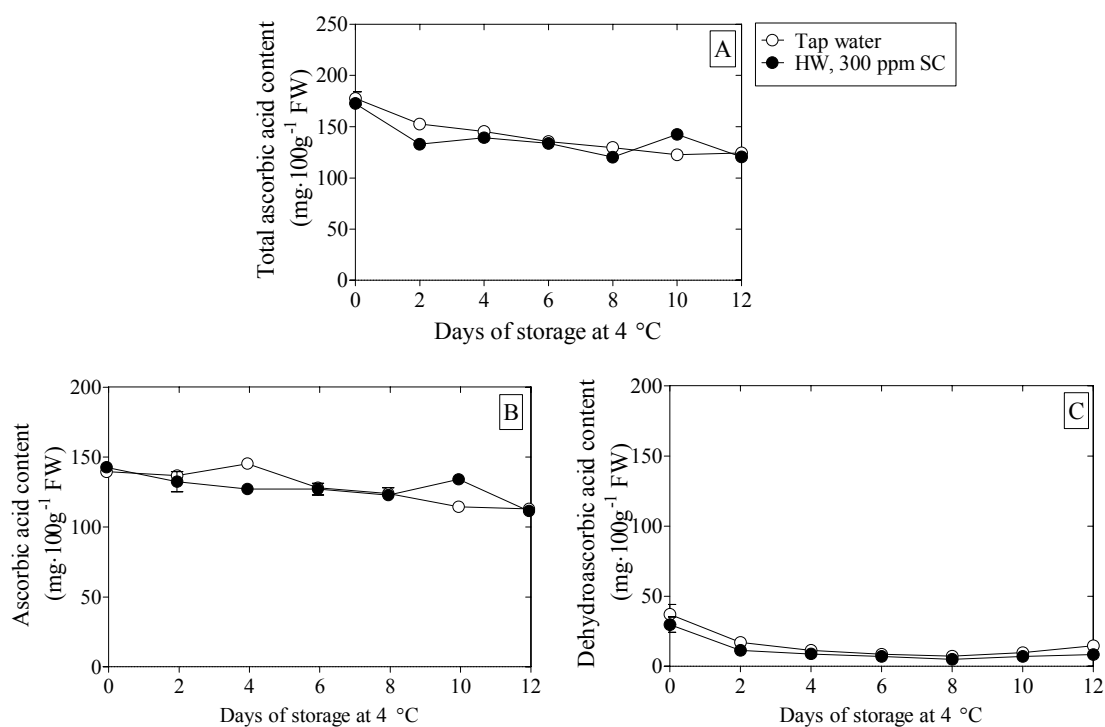 250
200
150
100
50
0
Total ascorbic acid content
(mg·100g⁻¹ FW)
A
Tap water
HW, 300 ppm SC
0 2 4 6 8 10 12
Days of storage at 4 °C
200
150
100
50
0
Ascorbic acid content
(mg·100g⁻¹ FW)
B
0 2 4 6 8 10 12
Days of storage at 4 °C
200
150
100
50
0
Dehydroascorbic acid content
(mg·100g⁻¹ FW)
C
0 2 4 6 8 10 12
Days of storage at 4 °C